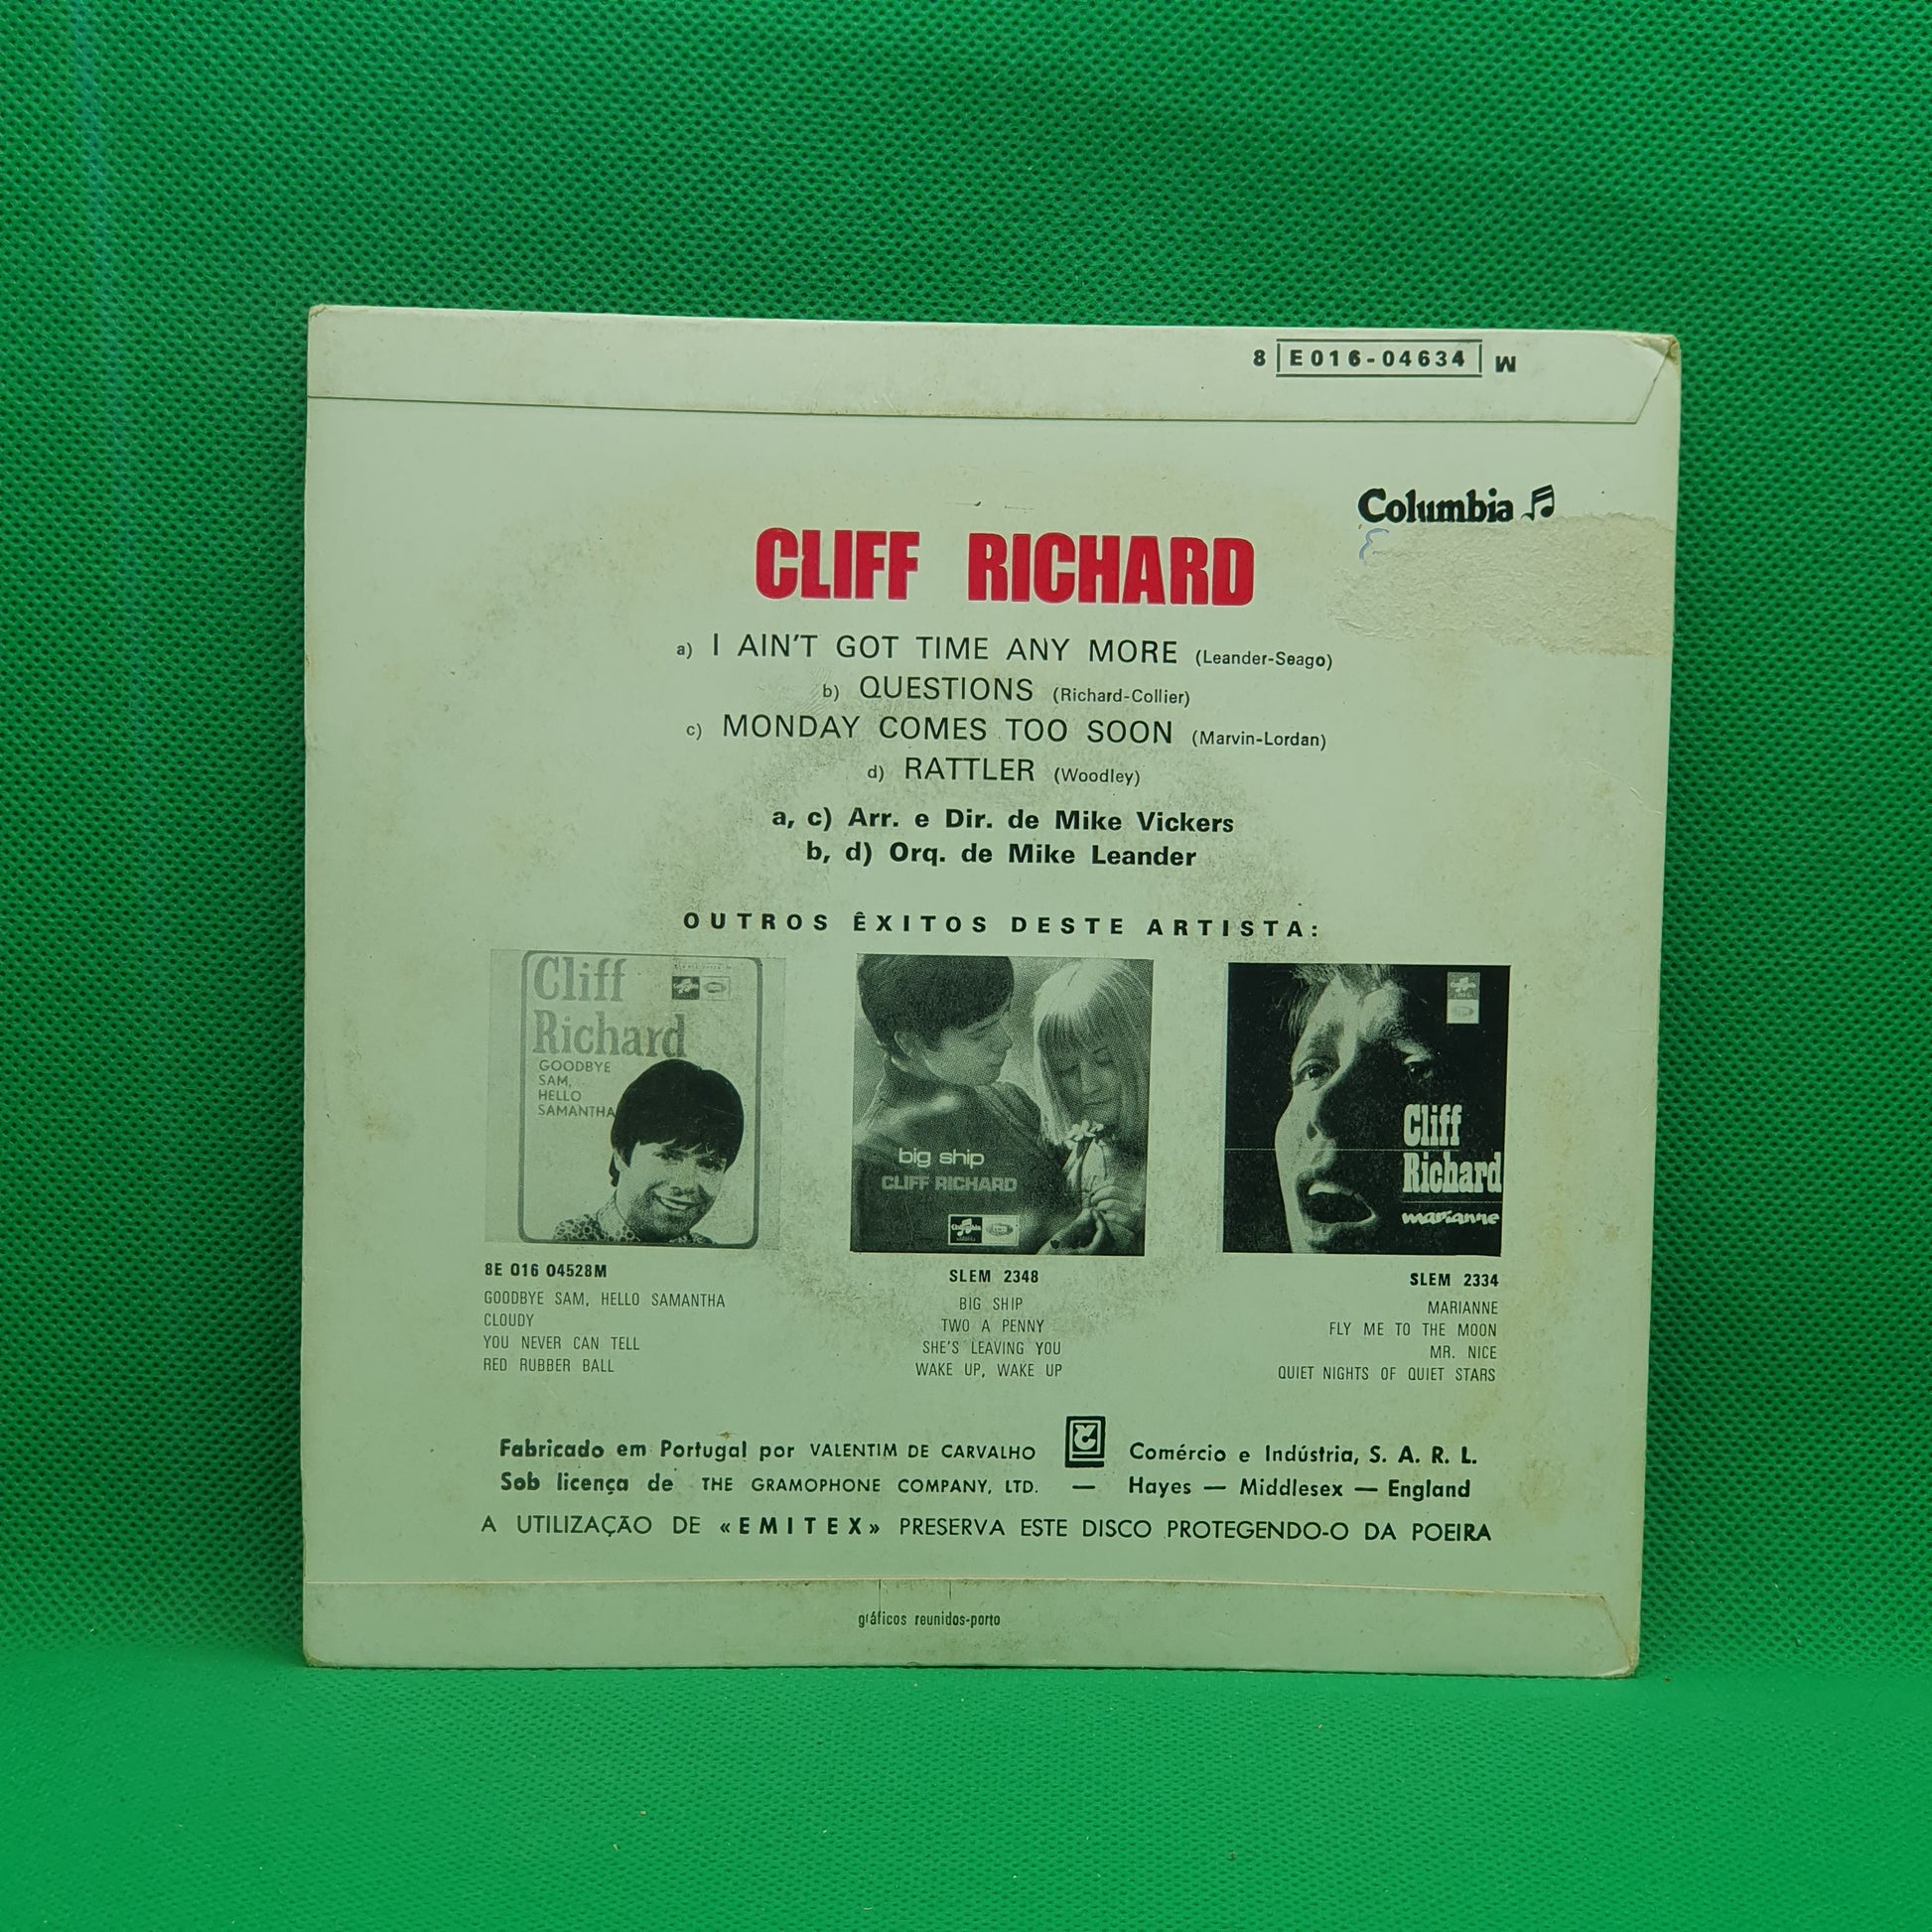 8 E016-04634 M
Columbia
CLIFF RICHARD
a) I AIN'T GOT TIME ANY MORE (Leander-Seago)
b) QUESTIONS (Richard-Collier)
c) MONDAY COMES TOO SOON (Marvin-Lordan)
d) RATTLER (Woodley)
a, c) Arr. e Dir. de Mike Vickers
b, d) Orq. de Mike Leander
OUTROS ÊXITOS DESTE ARTISTA:
Cliff
Richard
GOODBYE
SAM,
HELLO
SAMANTHA
big ship
CLIFF RICHARD
Columbia
Cliff
Richard
marianne
8E 016 04528M
GOODBYE SAM, HELLO SAMANTHA
CLOUDY
YOU NEVER CAN TELL
RED RUBBER BALL
SLEM 2348
BIG SHIP
TWO A PENNY
SHE'S LEAVING YOU
WAKE UP, WAKE UP
SLEM 2334
MARIANNE
FLY ME TO THE MOON
MR. NICE
QUIET NIGHTS OF QUIET STARS
Fabricado em Portugal por VALENTIM DE CARVALHO Comércio e Indústria, S. A. R. L.
Sob licença de THE GRAMOPHONE COMPANY, LTD. — Hayes — Middlesex — England
A UTILIZAÇÃO DE «EMITEX» PRESERVA ESTE DISCO PROTEGENDO-O DA POEIRA
gráficos reunidos-porto